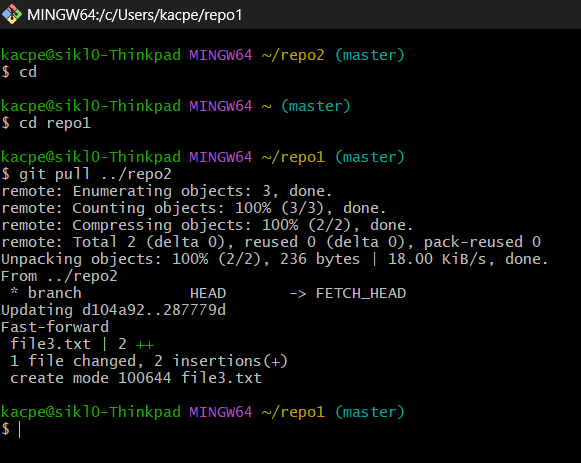 MINGW64:/c/Users/kacpe/repo1
kacpe@sikl0-Thinkpad MINGW64 ~/repo2 (master)
$ cd
kacpe@sikl0-Thinkpad MINGW64 ~ (master)
$ cd repo1
kacpe@sikl0-Thinkpad MINGW64 ~/repo1 (master)
$ git pull ../repo2
remote: Enumerating objects: 3, done.
remote: Counting objects: 100% (3/3), done.
remote: Compressing objects: 100% (2/2), done.
remote: Total 2 (delta 0), reused 0 (delta 0), pack-reused 0
Unpacking objects: 100% (2/2), 236 bytes | 18.00 KiB/s, done.
From ../repo2
 * branch            HEAD       -> FETCH_HEAD
Updating d104a92..287779d
Fast-forward
 file3.txt | 2 ++
 1 file changed, 2 insertions(+)
 create mode 100644 file3.txt
kacpe@sikl0-Thinkpad MINGW64 ~/repo1 (master)
$